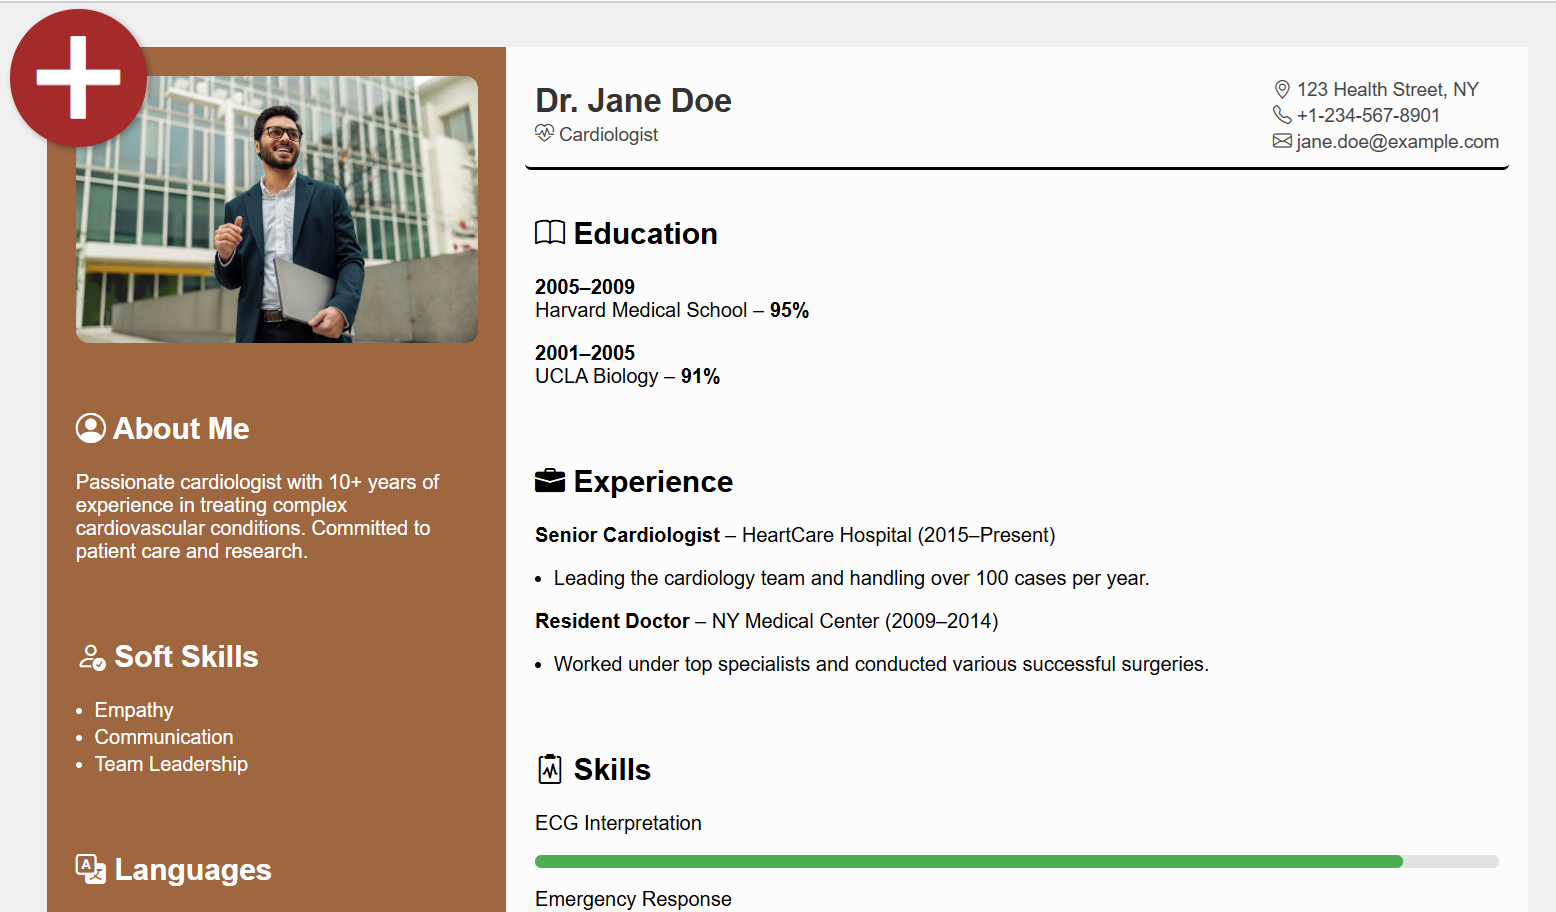 Dr. Jane Doe
Cardiologist
123 Health Street, NY
+1-234-567-8901
jane.doe@example.com
About Me
Passionate cardiologist with 10+ years of
experience in treating complex
cardiovascular conditions. Committed to
patient care and research.
Soft Skills
• Empathy
• Communication
• Team Leadership
Languages
Education
2005–2009
Harvard Medical School – 95%
2001–2005
UCLA Biology – 91%
Experience
Senior Cardiologist – HeartCare Hospital (2015–Present)
• Leading the cardiology team and handling over 100 cases per year.
Resident Doctor – NY Medical Center (2009–2014)
• Worked under top specialists and conducted various successful surgeries.
Skills
ECG Interpretation
Emergency Response